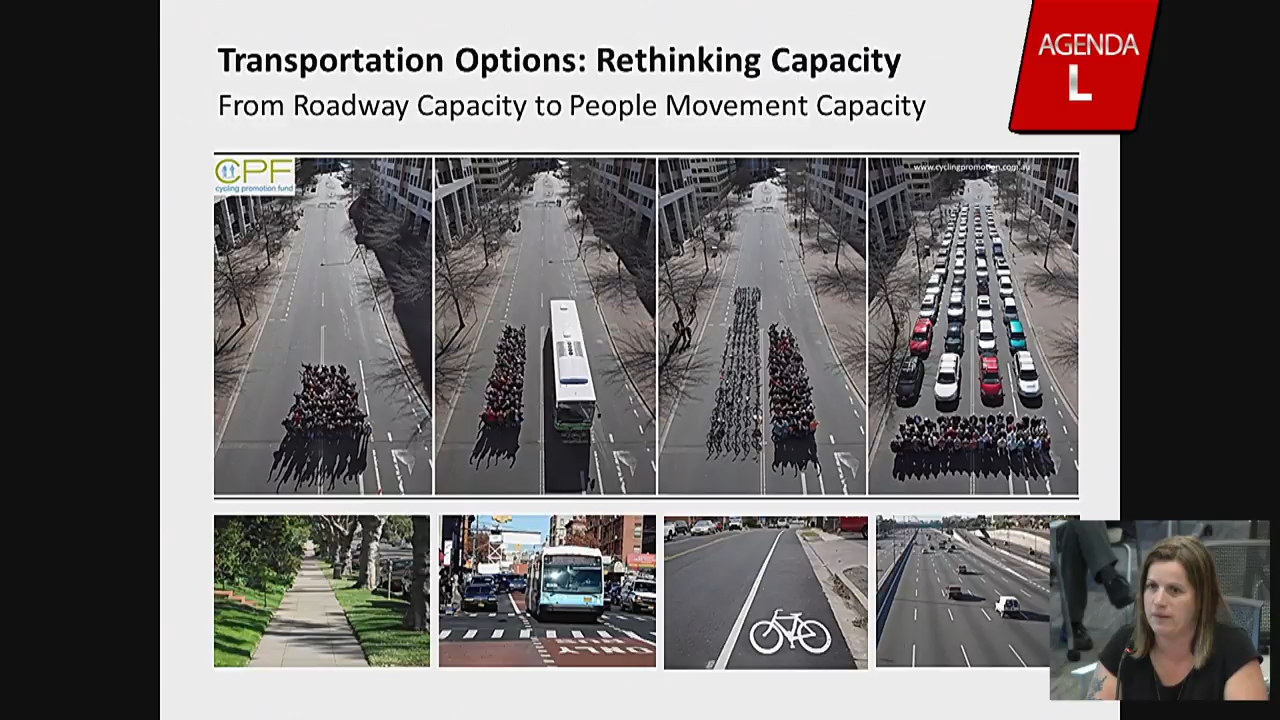 Transportation Options: Rethinking Capacity
From Roadway Capacity to People Movement Capacity
AGENDA
L
CPF
cycling promotion fund
www.cyclingpromotion.com.au
ONLY